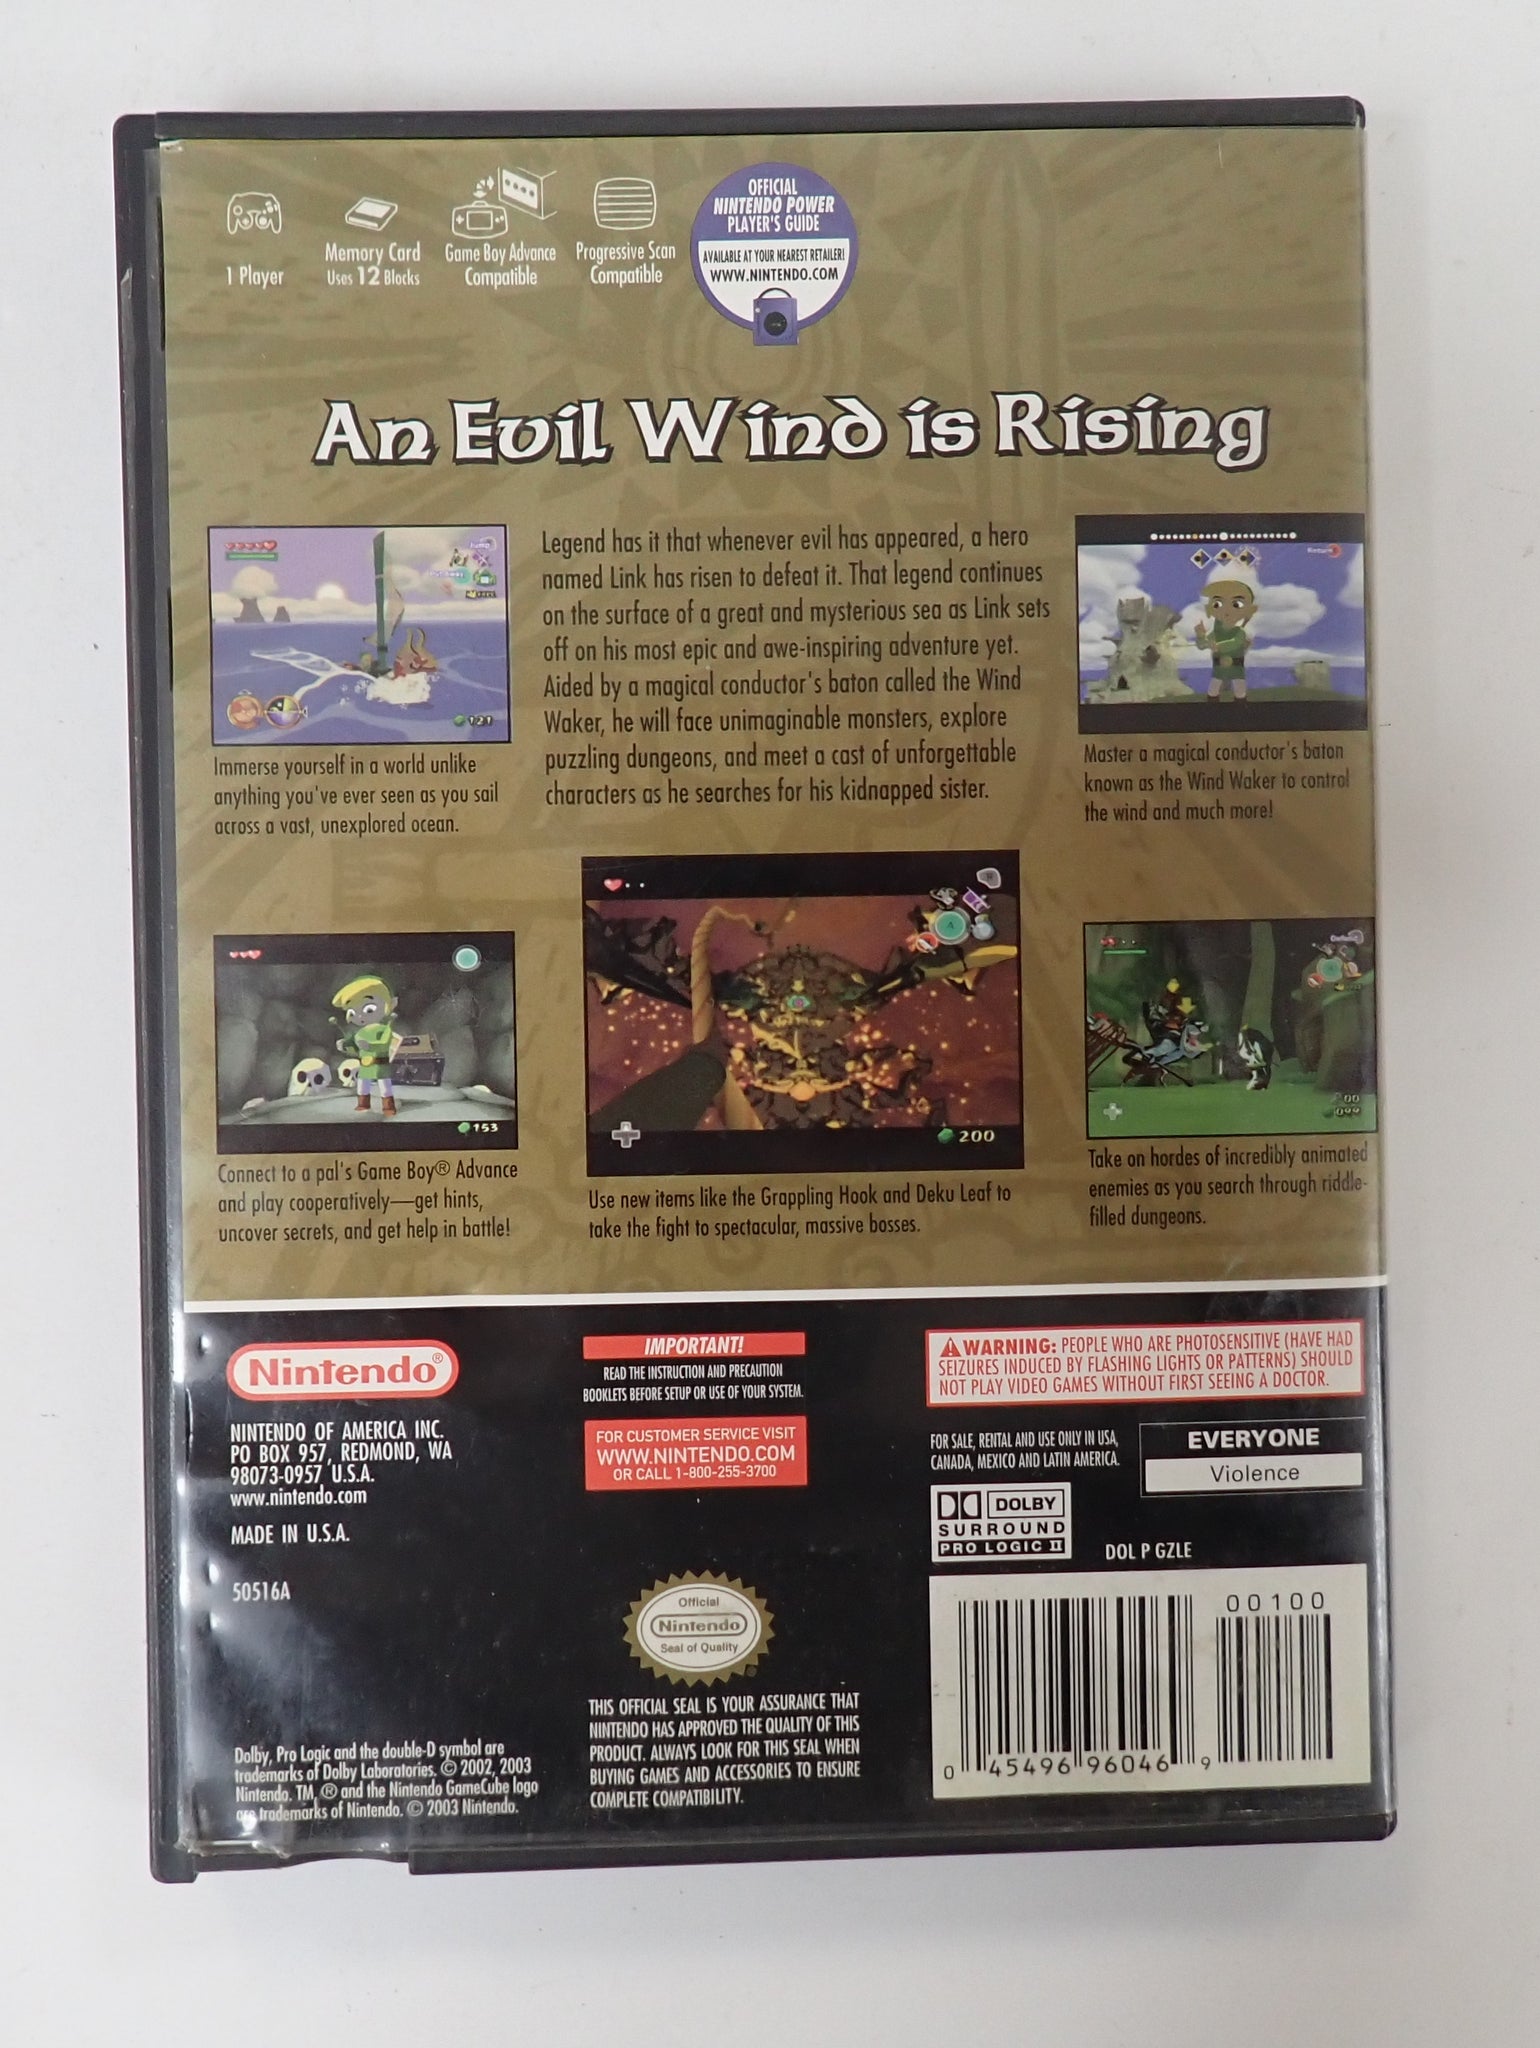 1 Player
Memory Card
Uses 12 Blocks
Game Boy Advance
Compatible
Progressive Scan
Compatible
OFFICIAL
NINTENDO POWER
PLAYER'S GUIDE
AVAILABLE AT YOUR NEAREST RETAILER!
WWW.NINTENDO.COM
An Evil Wind is Rising
Jump
Put Away
121
Immerse yourself in a world unlike
anything you've ever seen as you sail
across a vast, unexplored ocean.
Legend has it that whenever evil has appeared, a hero
named Link has risen to defeat it. That legend continues
on the surface of a great and mysterious sea as Link sets
off on his most epic and awe-inspiring adventure yet.
Aided by a magical conductor's baton called the Wind
Waker, he will face unimaginable monsters, explore
puzzling dungeons, and meet a cast of unforgettable
characters as he searches for his kidnapped sister.
Return
Master a magical conductor's baton
known as the Wind Waker to control
the wind and much more!
153
Connect to a pal's Game Boy® Advance
and play cooperatively—get hints,
uncover secrets, and get help in battle!
A
200
Use new items like the Grappling Hook and Deku Leaf to
take the fight to spectacular, massive bosses.
Defend
Take on hordes of incredibly animated
enemies as you search through riddle-
filled dungeons.
Nintendo®
NINTENDO OF AMERICA INC.
PO BOX 957, REDMOND, WA
98073-0957 U.S.A.
www.nintendo.com
MADE IN U.S.A.
50516A
Dolby, Pro Logic and the double-D symbol are
trademarks of Dolby Laboratories. © 2002, 2003
Nintendo. TM, ® and the Nintendo GameCube logo
are trademarks of Nintendo. © 2003 Nintendo.
IMPORTANT!
READ THE INSTRUCTION AND PRECAUTION
BOOKLETS BEFORE SETUP OR USE OF YOUR SYSTEM.
FOR CUSTOMER SERVICE VISIT
WWW.NINTENDO.COM
OR CALL 1-800-255-3700
Official
Nintendo
Seal of Quality
THIS OFFICIAL SEAL IS YOUR ASSURANCE THAT
NINTENDO HAS APPROVED THE QUALITY OF THIS
PRODUCT. ALWAYS LOOK FOR THIS SEAL WHEN
BUYING GAMES AND ACCESSORIES TO ENSURE
COMPLETE COMPATIBILITY.
WARNING: PEOPLE WHO ARE PHOTOSENSITIVE (HAVE HAD
SEIZURES INDUCED BY FLASHING LIGHTS OR PATTERNS) SHOULD
NOT PLAY VIDEO GAMES WITHOUT FIRST SEEING A DOCTOR.
FOR SALE, RENTAL AND USE ONLY IN USA,
CANADA, MEXICO AND LATIN AMERICA.
EVERYONE
Violence
DOLBY
SURROUND
PRO LOGIC II
DOL P GZLE
00100
0 45496 96046 9